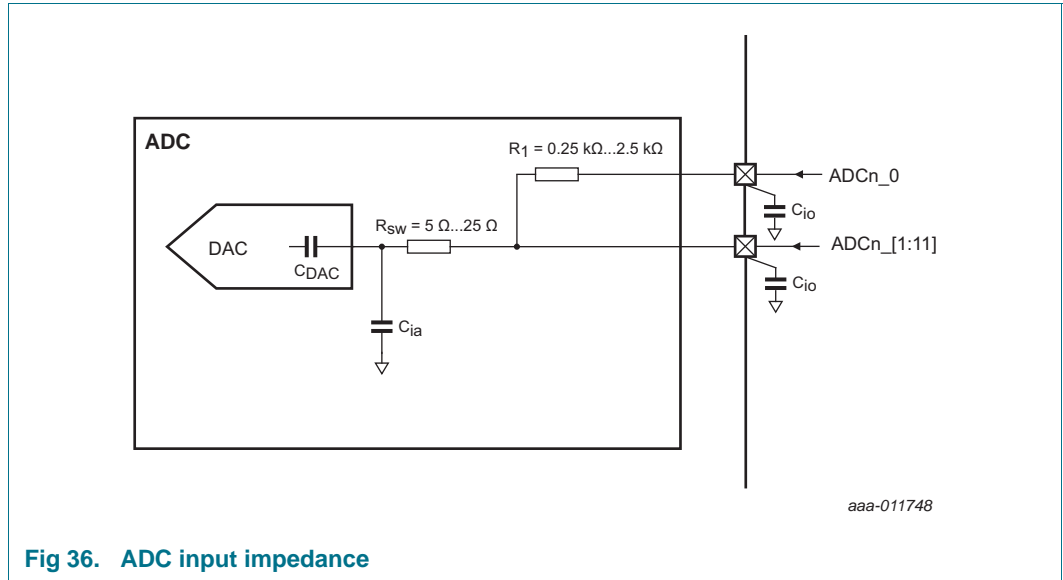 ADC
R1 = 0.25 kΩ...2.5 kΩ
ADCn_0
Cio
Rsw = 5 Ω...25 Ω
DAC
CDAC
ADCn_[1:11]
Cio
Cia
aaa-011748
Fig 36. ADC input impedance